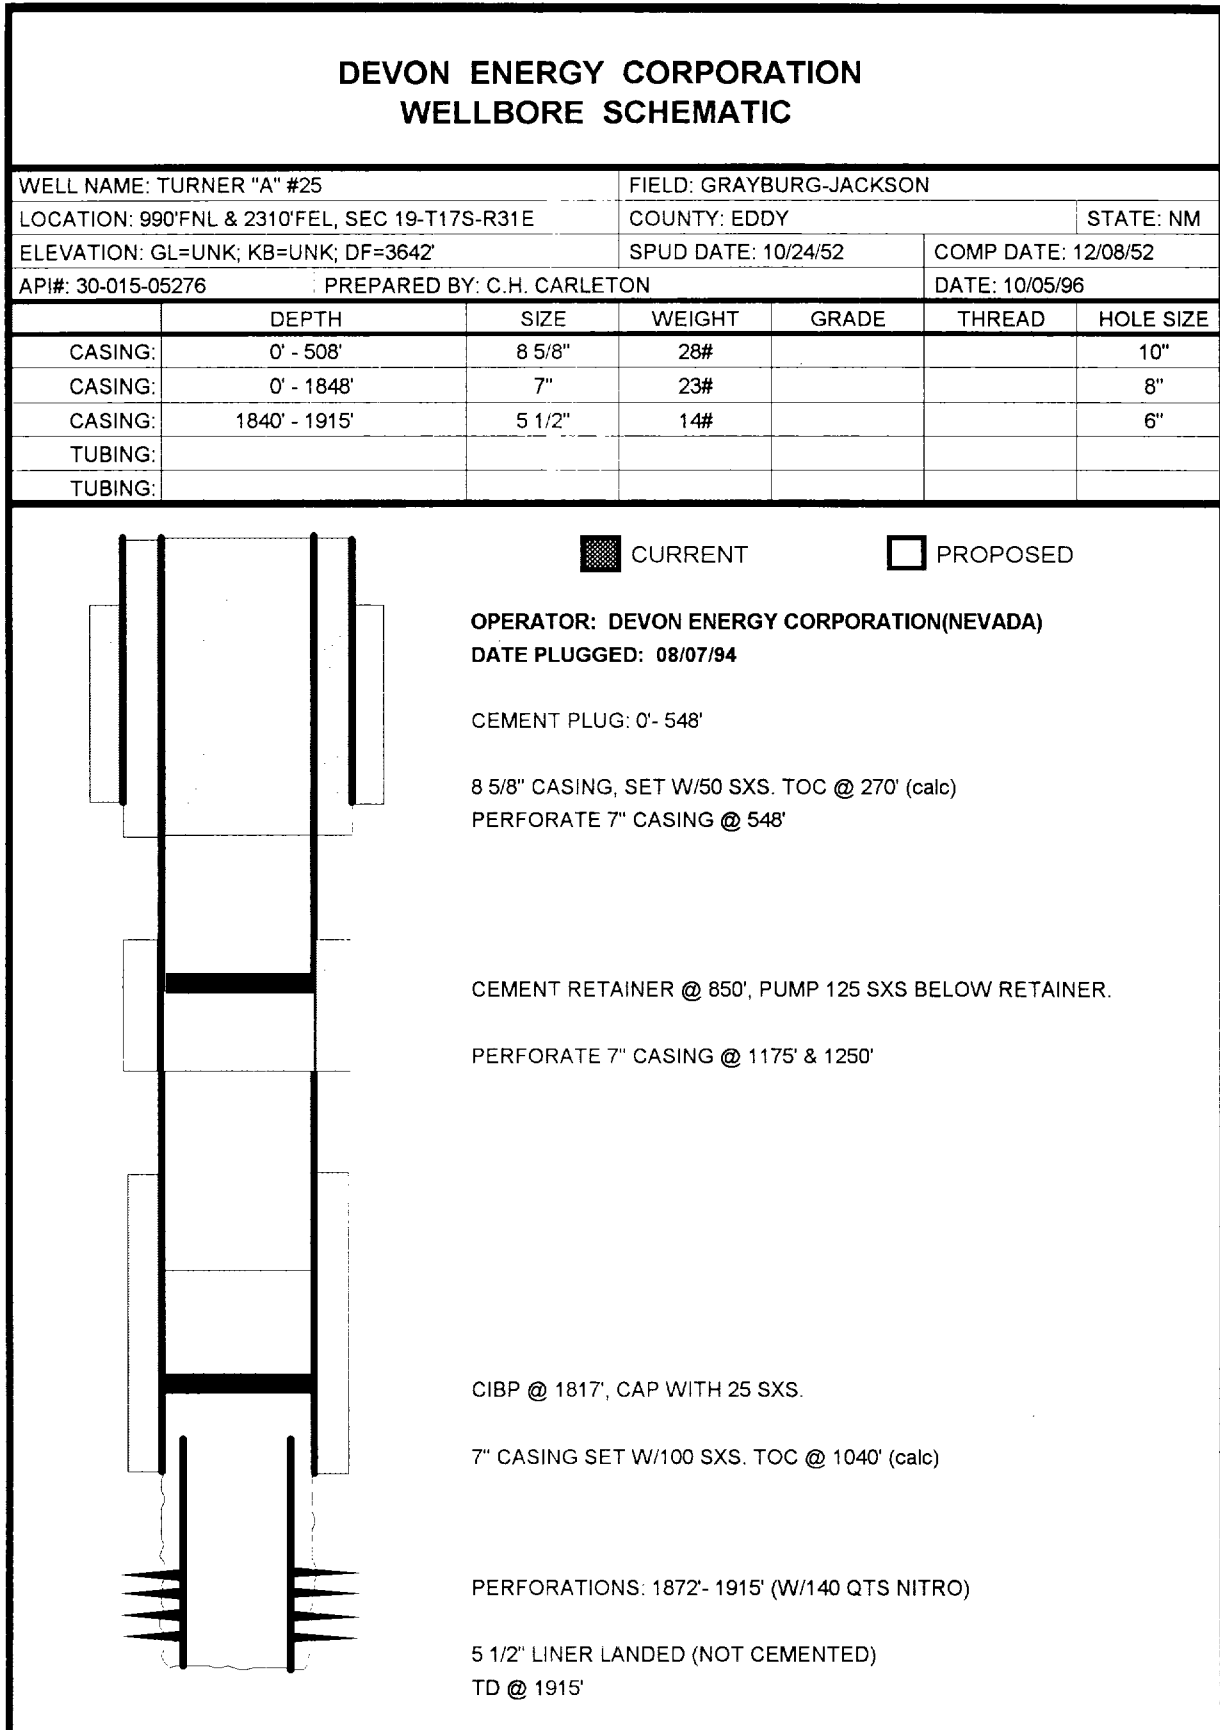 DEVON ENERGY CORPORATION
WELLBORE SCHEMATIC
WELL NAME: TURNER "A" #25 FIELD: GRAYBURG-JACKSON
LOCATION: 990'FNL & 2310'FEL, SEC 19-T17S-R31E COUNTY: EDDY STATE: NM
ELEVATION: GL=UNK; KB=UNK; DF=3642' SPUD DATE: 10/24/52 COMP DATE: 12/08/52
API#: 30-015-05276 PREPARED BY: C.H. CARLETON DATE: 10/05/96
DEPTH SIZE WEIGHT GRADE THREAD HOLE SIZE
CASING: 0' - 508' 8 5/8" 28# 10"
CASING: 0' - 1848' 7" 23# 8"
CASING: 1840' - 1915' 5 1/2" 14# 6"
TUBING:
TUBING:
CURRENT PROPOSED
OPERATOR: DEVON ENERGY CORPORATION(NEVADA)
DATE PLUGGED: 08/07/94
CEMENT PLUG: 0'- 548'
8 5/8" CASING, SET W/50 SXS. TOC @ 270' (calc)
PERFORATE 7" CASING @ 548'
CEMENT RETAINER @ 850', PUMP 125 SXS BELOW RETAINER.
PERFORATE 7" CASING @ 1175' & 1250'
CIBP @ 1817', CAP WITH 25 SXS.
7" CASING SET W/100 SXS. TOC @ 1040' (calc)
PERFORATIONS: 1872'- 1915' (W/140 QTS NITRO)
5 1/2" LINER LANDED (NOT CEMENTED)
TD @ 1915'